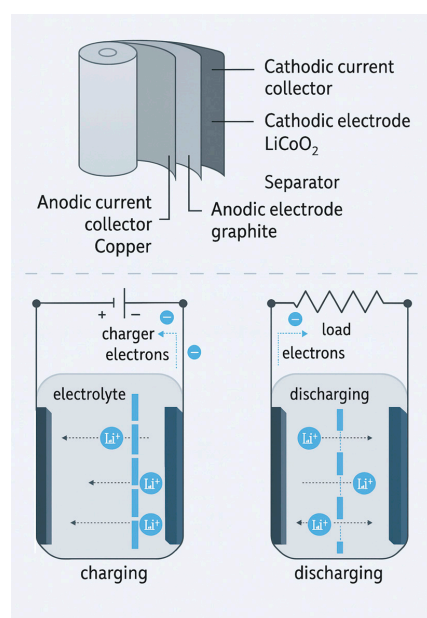 Cathodic current
collector
Cathodic electrode
LiCoO₂
Separator
Anodic current
collector
Copper
Anodic electrode
graphite
+ −
−
charger
electrons
−
electrolyte
Li⁺
Li⁺
Li⁺
charging
−
load
electrons
discharging
Li⁺
Li⁺
Li⁺
discharging